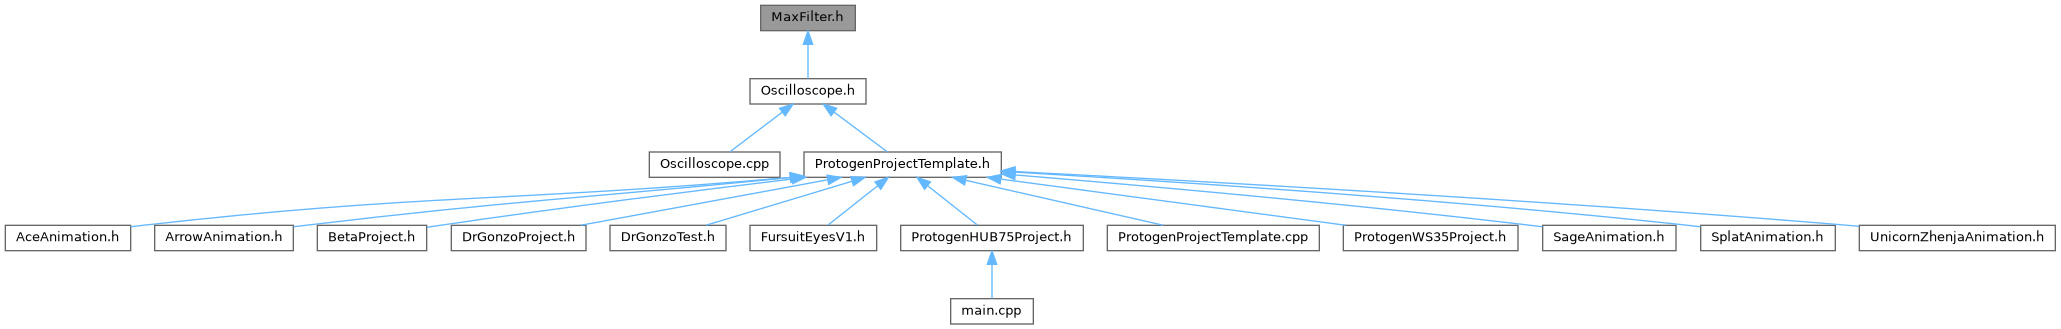 MaxFilter.h
Oscilloscope.h
Oscilloscope.cpp
ProtogenProjectTemplate.h
AceAnimation.h
ArrowAnimation.h
BetaProject.h
DrGonzoProject.h
DrGonzoTest.h
FursuitEyesV1.h
ProtogenHUB75Project.h
ProtogenProjectTemplate.cpp
ProtogenWS35Project.h
SageAnimation.h
SplatAnimation.h
UnicornZhenjaAnimation.h
main.cpp